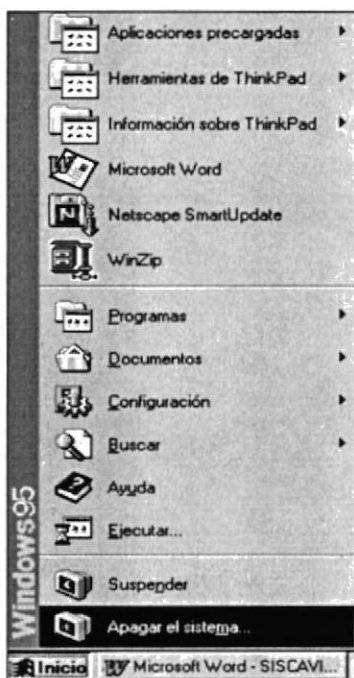 Aplicaciones precargadas
Herramientas de ThinkPad
Información sobre ThinkPad
Microsoft Word
Netscape SmartUpdate
WinZip
Programas
Documentos
Configuración
Buscar
Ayuda
Ejecutar...
Suspender
Apagar el sistema...
Windows95
Inicio
Microsoft Word - SISCAVI...